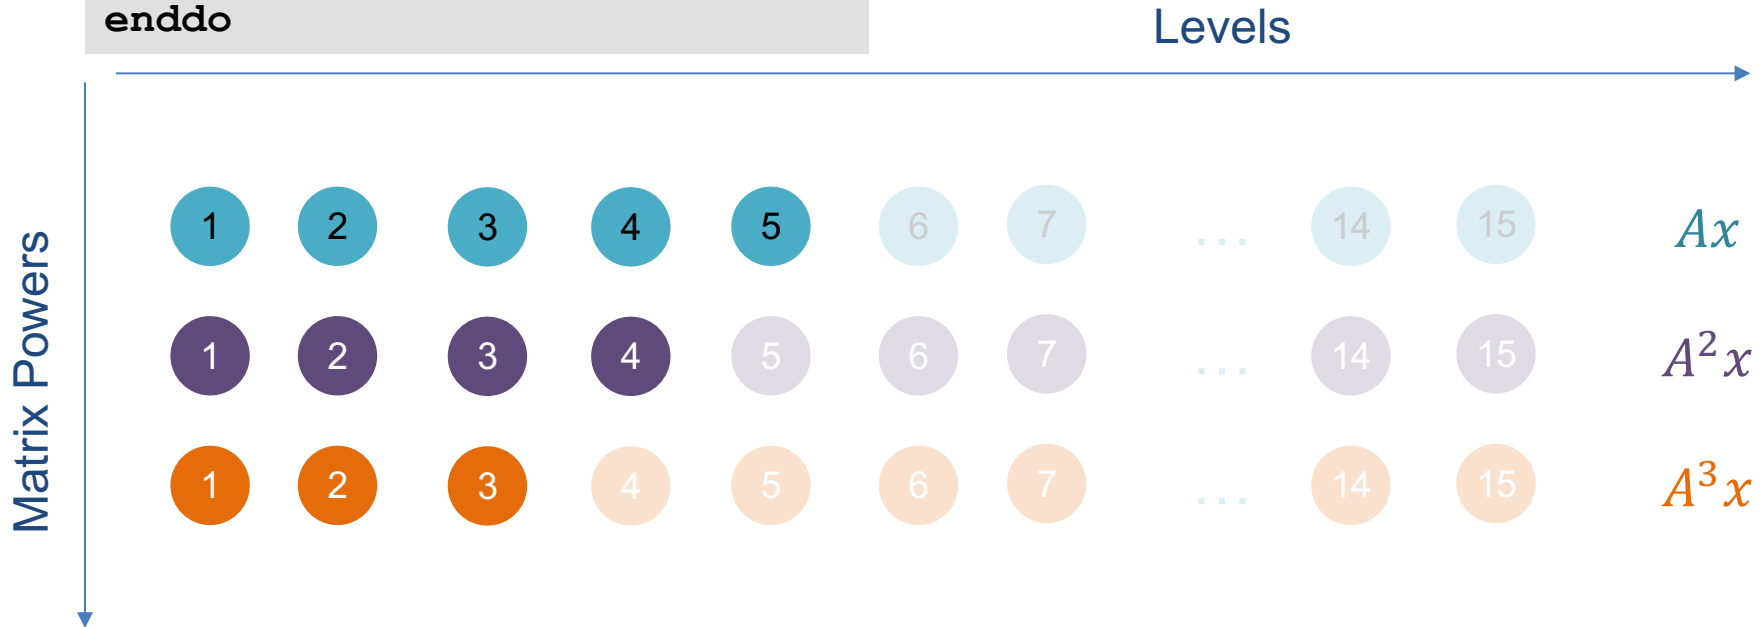 enddo
Levels
Matrix Powers
1 2 3 4 5 6 7 ... 14 15 Ax
1 2 3 4 5 6 7 ... 14 15 A²x
1 2 3 4 5 6 7 ... 14 15 A³x